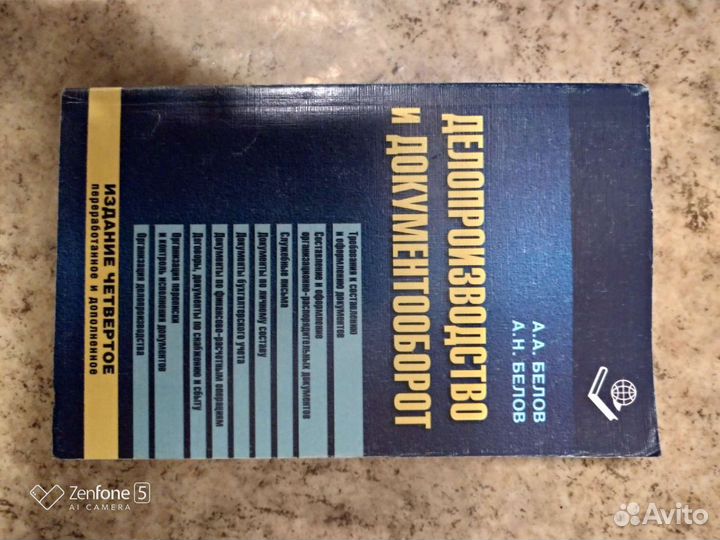 А.А. БЕЛОВ
А.Н. БЕЛОВ
ДЕЛОПРОИЗВОДСТВО
И ДОКУМЕНТООБОРОТ
Требования к составлению
и оформлению документов
Составление и оформление
организационно-распорядительных документов
Служебные письма
Документы по личному составу
Документы бухгалтерского учета
Документы по финансово-расчетным операциям
Договоры, документы по снабжению и сбыту
Организация переписки
и контроль исполнения документов
Организация делопроизводства
ИЗДАНИЕ ЧЕТВЕРТОЕ
переработанное и дополненное
Zenfone 5
AI CAMERA
Avito